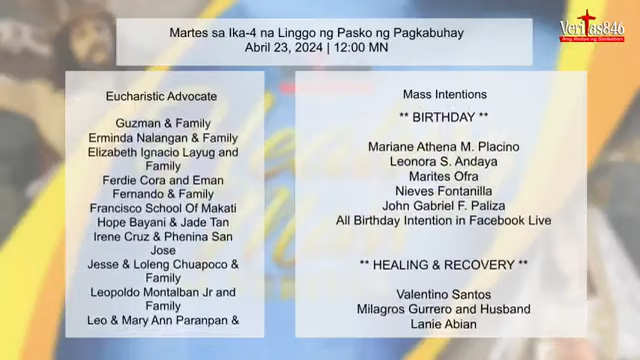 Martes sa Ika-4 na Linggo ng Pasko ng Pagkabuhay
Abril 23, 2024 | 12:00 MN
Veritas846
Ang Radyo ng Simbahan
Eucharistic Advocate
Guzman & Family
Erminda Nalangan & Family
Elizabeth Ignacio Layug and
Family
Ferdie Cora and Eman
Fernando & Family
Francisco School Of Makati
Hope Bayani & Jade Tan
Irene Cruz & Phenina San
Jose
Jesse & Loleng Chuapoco &
Family
Leopoldo Montalban Jr and
Family
Leo & Mary Ann Paranpan &
Mass Intentions
** BIRTHDAY **
Mariane Athena M. Placino
Leonora S. Andaya
Marites Ofra
Nieves Fontanilla
John Gabriel F. Paliza
All Birthday Intention in Facebook Live
** HEALING & RECOVERY **
Valentino Santos
Milagros Gurrero and Husband
Lanie Abian